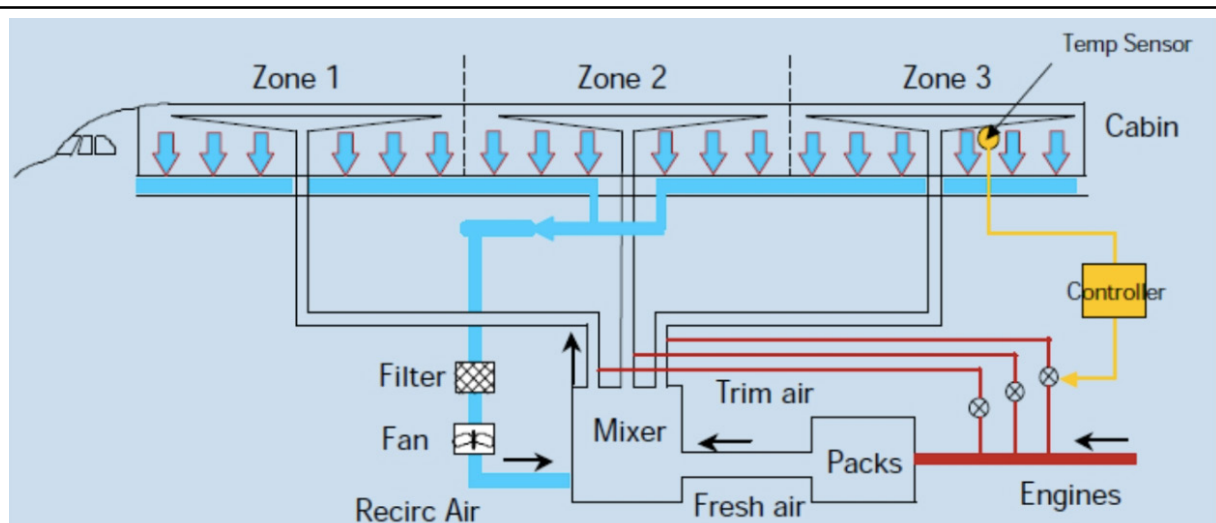 Temp Sensor
Zone 1
Zone 2
Zone 3
Cabin
Controller
Filter
Trim air
Fan
Mixer
Packs
Recirc Air
Fresh air
Engines